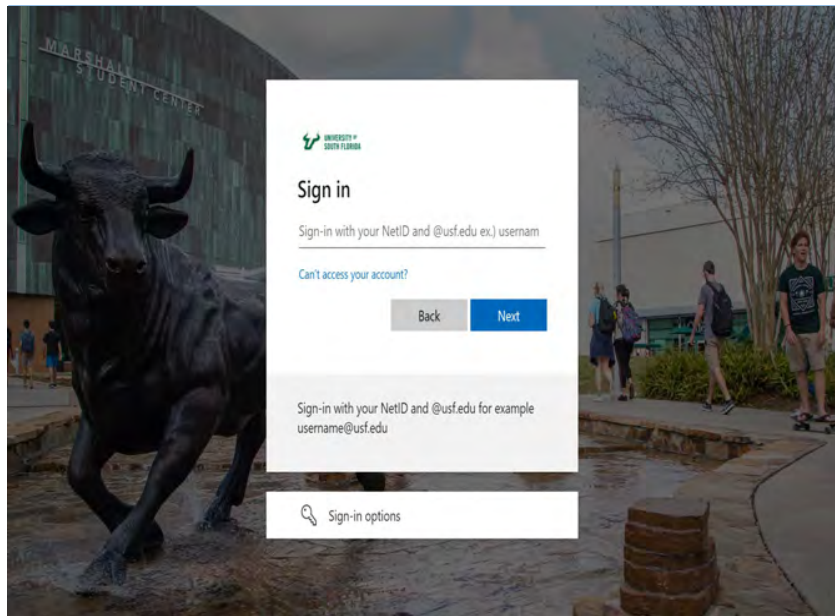 MARSHALL
STUDENT CENTER
UNIVERSITY of
SOUTH FLORIDA
Sign in
Sign-in with your NetID and @usf.edu ex.) usernam
Can't access your account?
Back
Next
Sign-in with your NetID and @usf.edu for example
username@usf.edu
Sign-in options